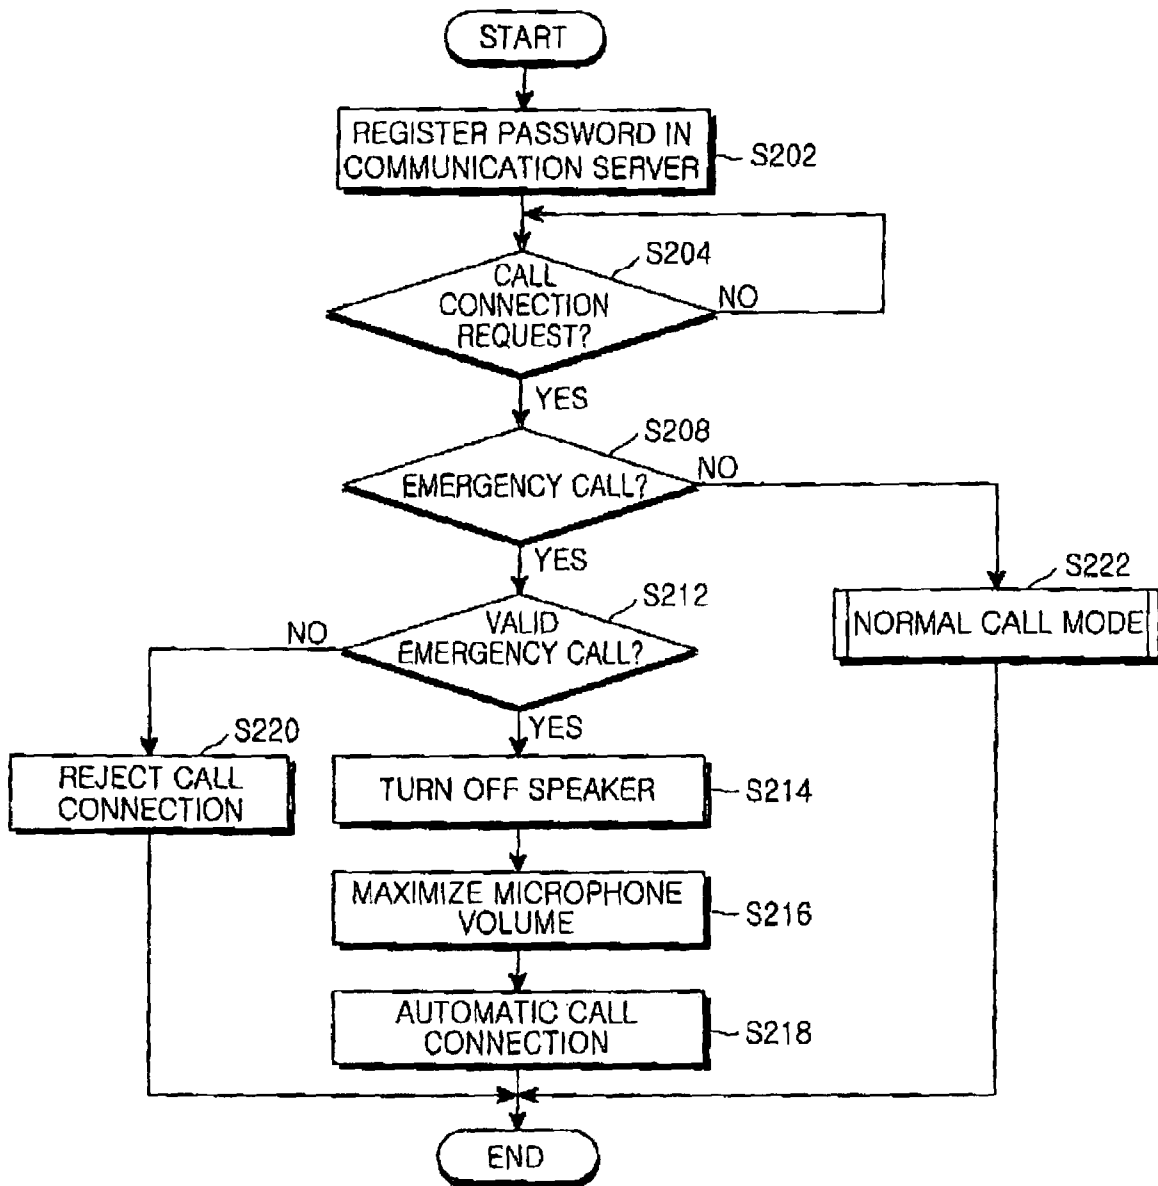 START
REGISTER PASSWORD IN
COMMUNICATION SERVER
S202
S204
CALL
CONNECTION
REQUEST?
NO
YES
S208
EMERGENCY CALL?
NO
YES
S212
VALID
EMERGENCY CALL?
NO
S222
NORMAL CALL MODE
YES
S220
REJECT CALL
CONNECTION
TURN OFF SPEAKER
S214
MAXIMIZE MICROPHONE
VOLUME
S216
AUTOMATIC CALL
CONNECTION
S218
END